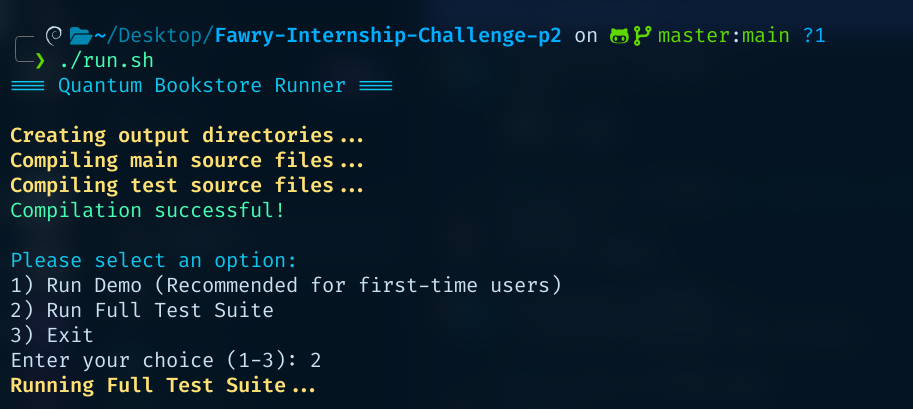 ~/Desktop/Fawry-Internship-Challenge-p2 on master:main ?1
❯ ./run.sh
=== Quantum Bookstore Runner ===
Creating output directories...
Compiling main source files...
Compiling test source files...
Compilation successful!
Please select an option:
1) Run Demo (Recommended for first-time users)
2) Run Full Test Suite
3) Exit
Enter your choice (1-3): 2
Running Full Test Suite...